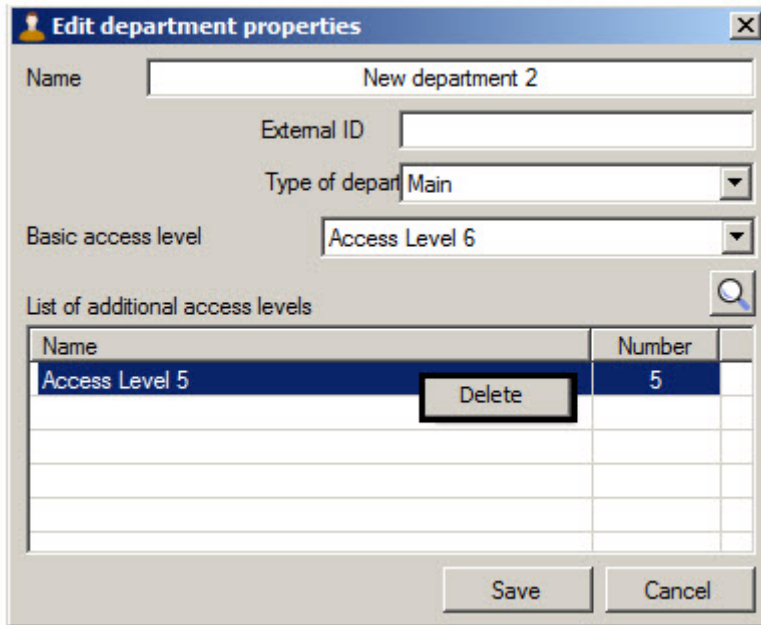 Edit department properties
Name New department 2
External ID
Type of depart Main
Basic access level Access Level 6
List of additional access levels
Name Number
Access Level 5 5
Delete
Save Cancel